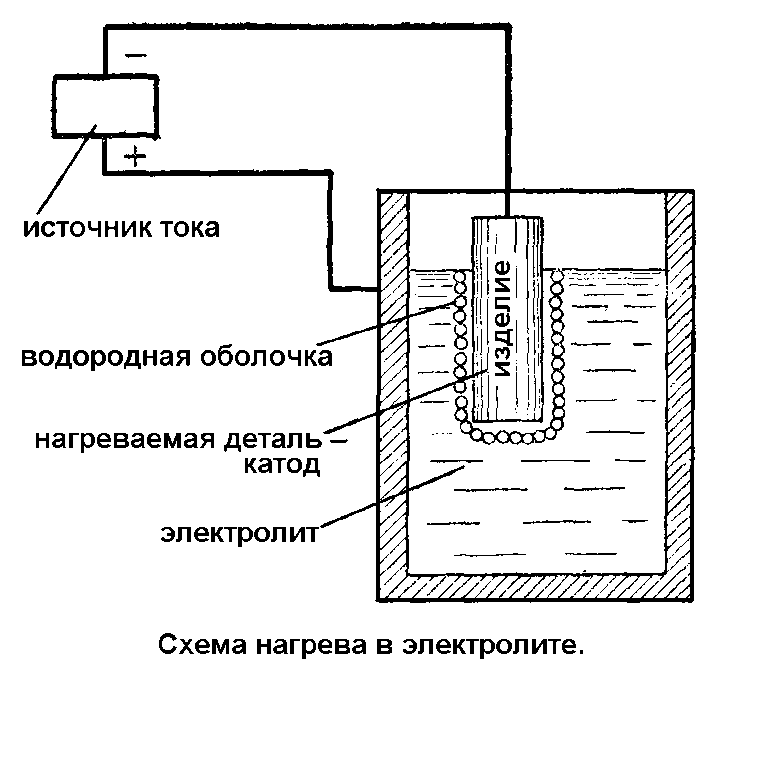 −
+
источник тока
изделие
водородная оболочка
нагреваемая деталь –
катод
электролит
Схема нагрева в электролите.